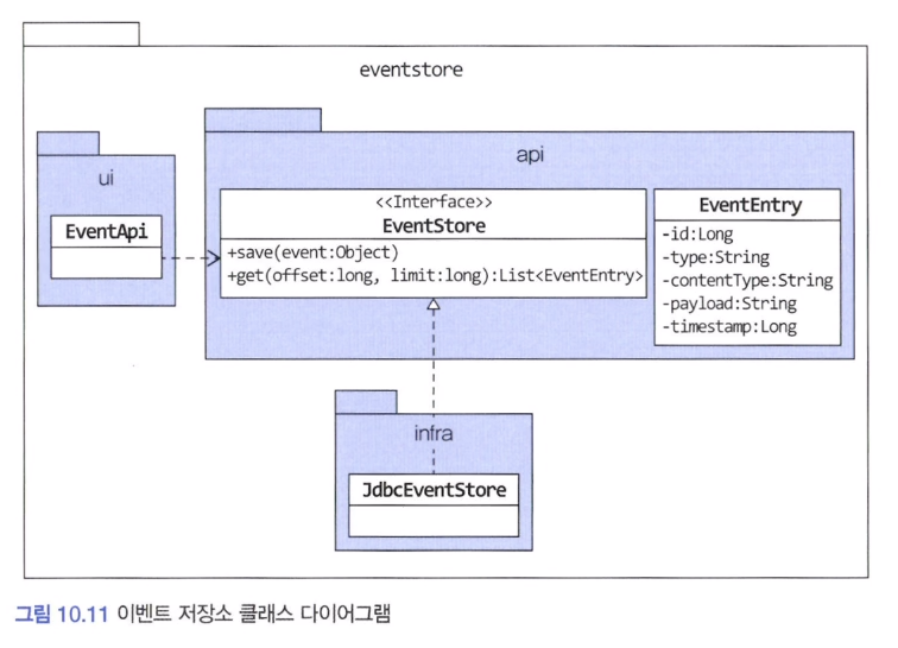 eventstore
api
ui
EventApi
<<Interface>>
EventStore
+save(event:Object)
+get(offset:long, limit:long):List<EventEntry>
EventEntry
-id:Long
-type:String
-contentType:String
-payload:String
-timestamp:Long
infra
JdbcEventStore
그림 10.11 이벤트 저장소 클래스 다이어그램